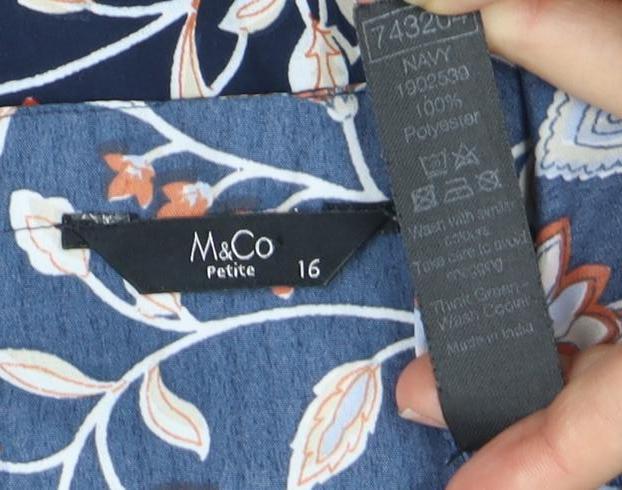 M&Co
Petite 16
74320
NAVY
1902539
100%
Polyester
Wash with similar
colours
Take care to avoid
snagging
Think Green -
Wash Cooler
Made in India